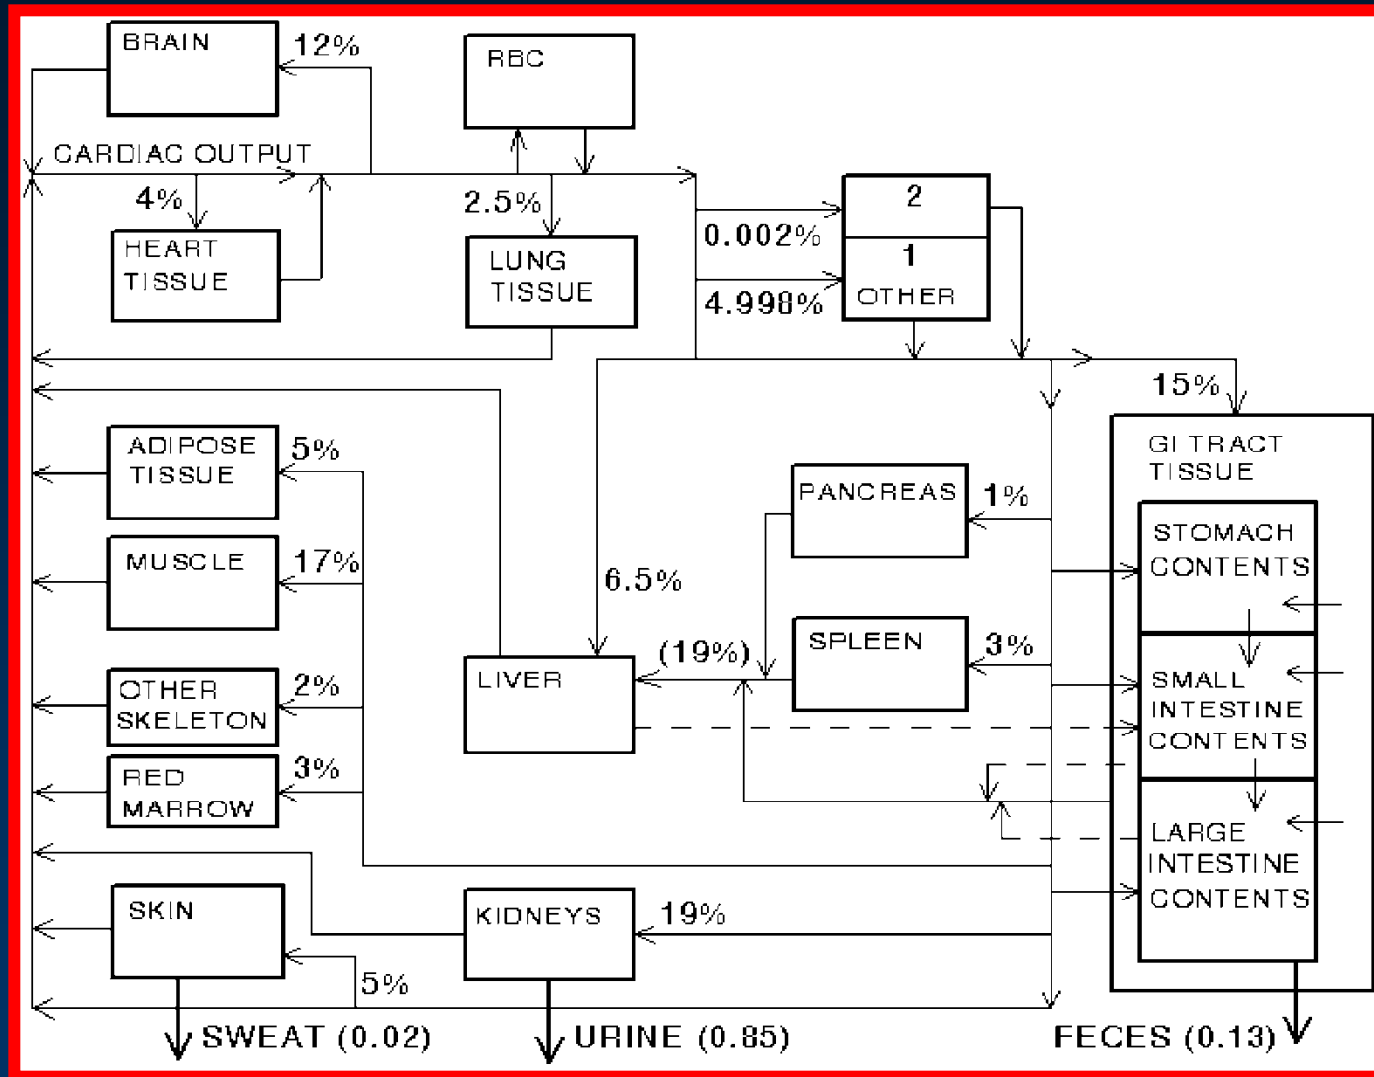 BRAIN
12%
RBC
CARDIAC OUTPUT
4%
2.5%
2
0.002%
HEART
TISSUE
LUNG
TISSUE
1
OTHER
4.998%
15%
ADIPOSE
TISSUE
5%
GI TRACT
TISSUE
PANCREAS
1%
STOMACH
CONTENTS
MUSCLE
17%
6.5%
(19%)
SPLEEN
3%
LIVER
OTHER
SKELETON
2%
SMALL
INTESTINE
CONTENTS
RED
MARROW
3%
LARGE
INTESTINE
CONTENTS
SKIN
5%
KIDNEYS
19%
SWEAT (0.02)
URINE (0.85)
FECES (0.13)